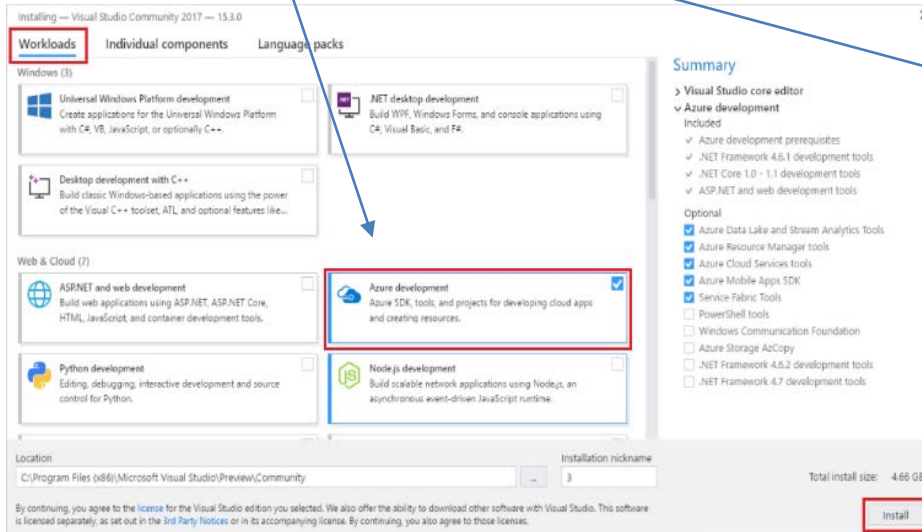 Installing — Visual Studio Community 2017 — 15.3.0
Workloads Individual components Language packs
Windows (3)
Universal Windows Platform development
Create applications for the Universal Windows Platform
with C#, VB, JavaScript, or optionally C++.
.NET desktop development
Build WPF, Windows Forms, and console applications using
C#, Visual Basic, and F#.
Desktop development with C++
Build classic Windows-based applications using the power
of the Visual C++ toolset, ATL, and optional features like...
Web & Cloud (7)
ASP.NET and web development
Build web applications using ASP.NET, ASP.NET Core,
HTML, JavaScript, and container development tools.
Azure development
Azure SDK, tools, and projects for developing cloud apps
and creating resources.
Python development
Editing, debugging, interactive development and source
control for Python.
Node.js development
Build scalable network applications using Node.js, an
asynchronous event-driven JavaScript runtime.
Summary
> Visual Studio core editor
Azure development
Included
Azure development prerequisites
.NET Framework 4.6.1 development tools
.NET Core 1.0 - 1.1 development tools
ASP.NET and web development tools
Optional
Azure Data Lake and Stream Analytics Tools
Azure Resource Manager tools
Azure Cloud Services tools
Azure Mobile Apps SDK
Service Fabric Tools
PowerShell tools
Windows Communication Foundation
Azure Storage AzCopy
.NET Framework 4.6.2 development tools
.NET Framework 4.7 development tools
Location
C:\Program Files (x86)\Microsoft Visual Studio\Preview\Community
...
Installation nickname
3
Total install size: 4.66 GB
By continuing, you agree to the license for the Visual Studio edition you selected. We also offer the ability to download other software with Visual Studio. This software
is licensed separately, as set out in the 3rd Party Notices or in its accompanying license. By continuing, you also agree to those licenses.
Install